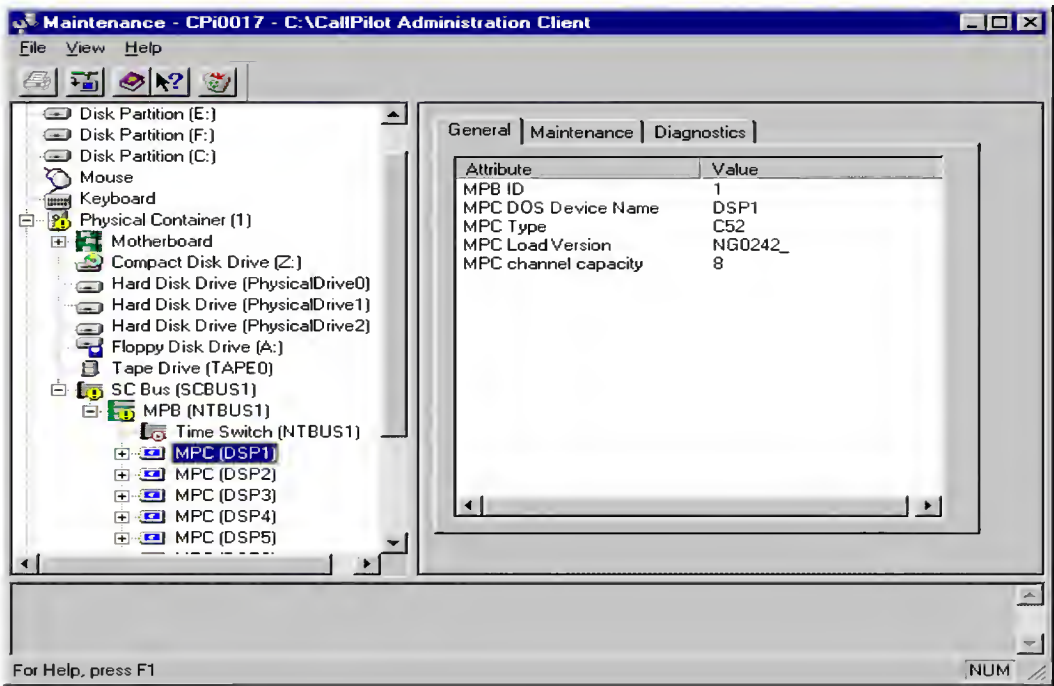 Maintenance - CPi0017 - C:\CallPilot Administration Client
File View Help
Disk Partition (E:)
Disk Partition (F:)
Disk Partition (C:)
Mouse
Keyboard
Physical Container (1)
Motherboard
Compact Disk Drive (Z:)
Hard Disk Drive (PhysicalDrive0)
Hard Disk Drive (PhysicalDrive1)
Hard Disk Drive (PhysicalDrive2)
Floppy Disk Drive (A:)
Tape Drive (TAPE0)
SC Bus (SCBUS1)
MPB (NTBUS1)
Time Switch (NTBUS1)
MPC (DSP1)
MPC (DSP2)
MPC (DSP3)
MPC (DSP4)
MPC (DSP5)
General Maintenance Diagnostics
Attribute Value
MPB ID 1
MPC DOS Device Name DSP1
MPC Type C52
MPC Load Version NG0242_
MPC channel capacity 8
For Help, press F1
NUM